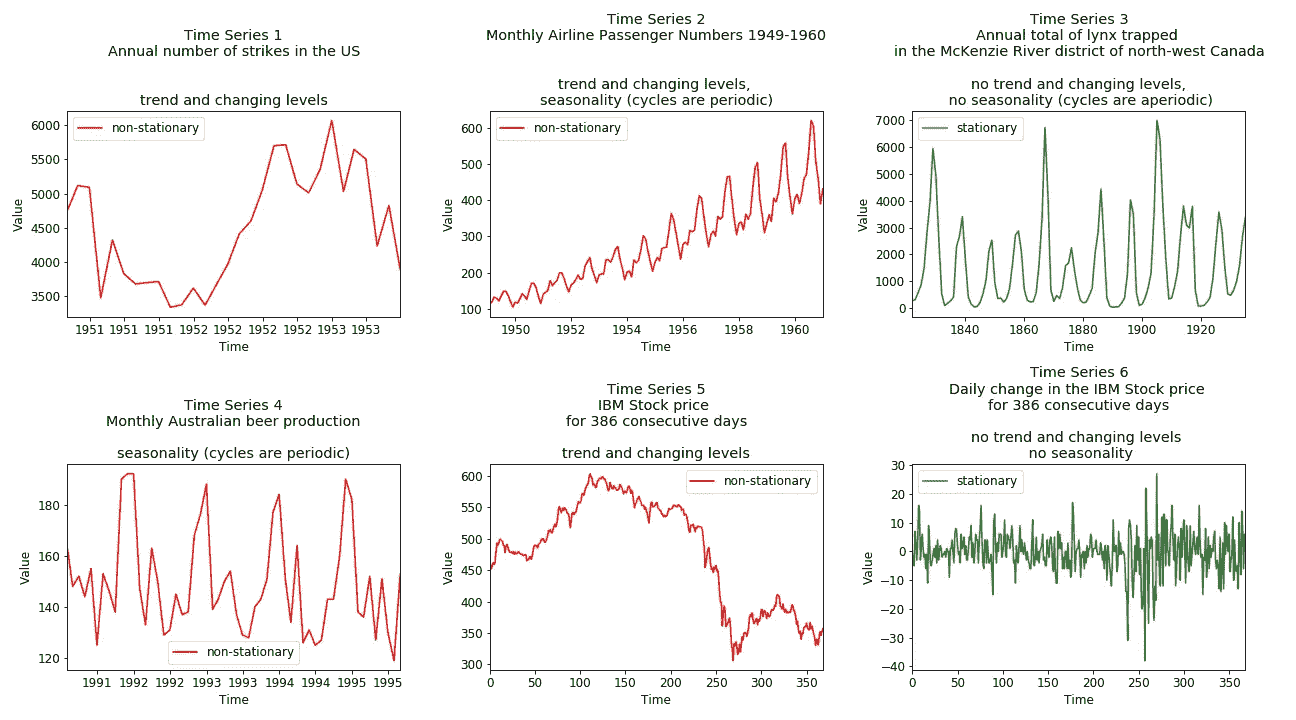 Time Series 1
Annual number of strikes in the US
trend and changing levels
non-stationary
6000
5500
5000
4500
4000
3500
Value
1951 1951 1951 1952 1952 1952 1952 1953 1953
Time
Time Series 2
Monthly Airline Passenger Numbers 1949-1960
trend and changing levels,
seasonality (cycles are periodic)
non-stationary
600
500
400
300
200
100
Value
1950 1952 1954 1956 1958 1960
Time
Time Series 3
Annual total of lynx trapped
in the McKenzie River district of north-west Canada
no trend and changing levels,
no seasonality (cycles are aperiodic)
stationary
7000
6000
5000
4000
3000
2000
1000
0
Value
1840 1860 1880 1900 1920
Time
Time Series 4
Monthly Australian beer production
seasonality (cycles are periodic)
180
160
140
120
Value
non-stationary
1991 1992 1992 1993 1993 1994 1994 1995 1995
Time
Time Series 5
IBM Stock price
for 386 consecutive days
trend and changing levels
non-stationary
600
550
500
450
400
350
300
Value
0 50 100 150 200 250 300 350
Time
Time Series 6
Daily change in the IBM Stock price
for 386 consecutive days
no trend and changing levels
no seasonality
stationary
30
20
10
0
−10
−20
−30
−40
Value
0 50 100 150 200 250 300 350
Time